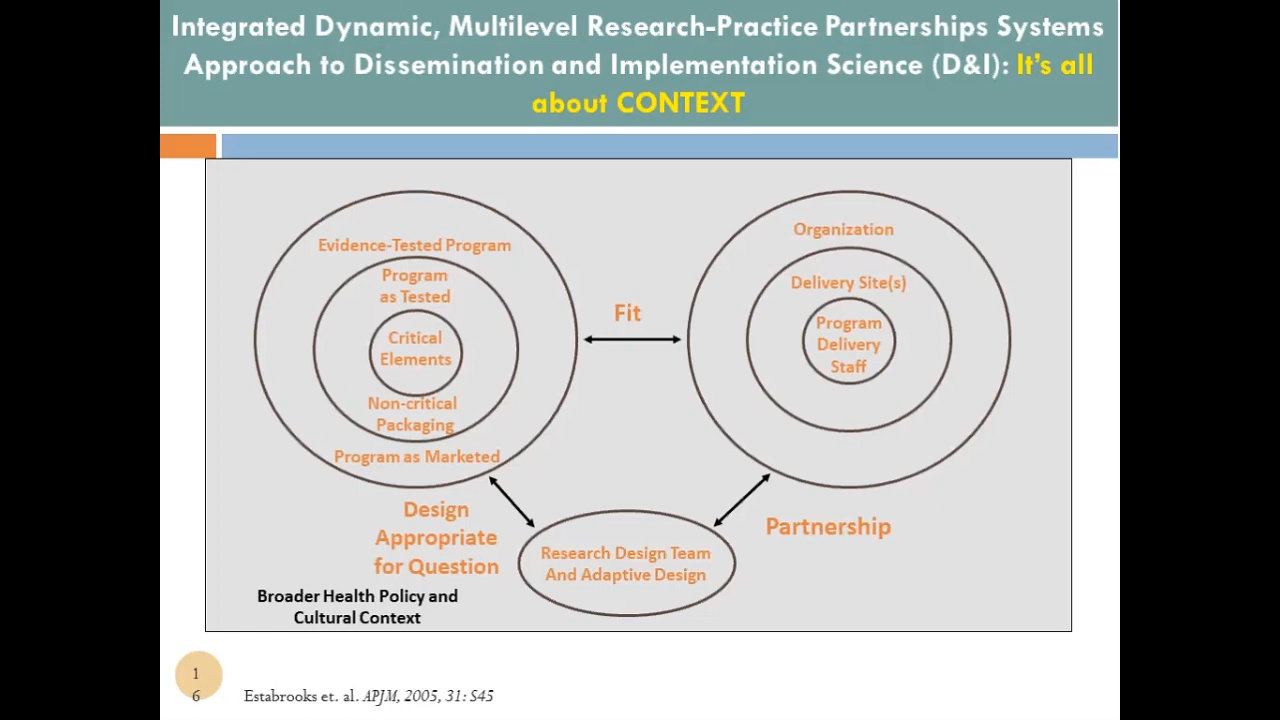 Integrated Dynamic, Multilevel Research-Practice Partnerships Systems
Approach to Dissemination and Implementation Science (D&I): It's all
about CONTEXT
Evidence-Tested Program
Program
as Tested
Critical
Elements
Non-critical
Packaging
Program as Marketed
Fit
Organization
Delivery Site(s)
Program
Delivery
Staff
Design
Appropriate
for Question
Research Design Team
And Adaptive Design
Partnership
Broader Health Policy and
Cultural Context
1
6
Estabrooks et. al. APJM, 2005, 31: S45